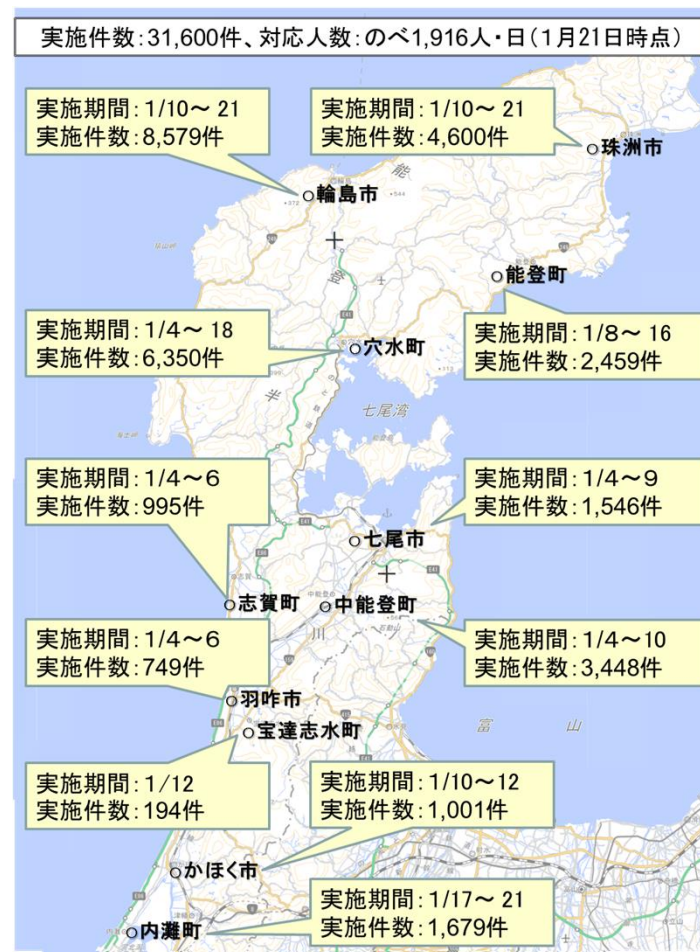 実施件数:31,600件、対応人数:のべ1,916人・日(1月21日時点)
実施期間:1/10～21
実施件数:8,579件
実施期間:1/10～21
実施件数:4,600件
珠洲市
輪島市
能
能登町
登
実施期間:1/4～18
実施件数:6,350件
穴水町
実施期間:1/8～16
実施件数:2,459件
半
七尾湾
実施期間:1/4～6
実施件数:995件
実施期間:1/4～9
実施件数:1,546件
七尾市
志賀町
中能登町
川
実施期間:1/4～6
実施件数:749件
実施期間:1/4～10
実施件数:3,448件
羽咋市
宝達志水町
富山
実施期間:1/12
実施件数:194件
実施期間:1/10～12
実施件数:1,001件
かほく市
実施期間:1/17～21
実施件数:1,679件
内灘町